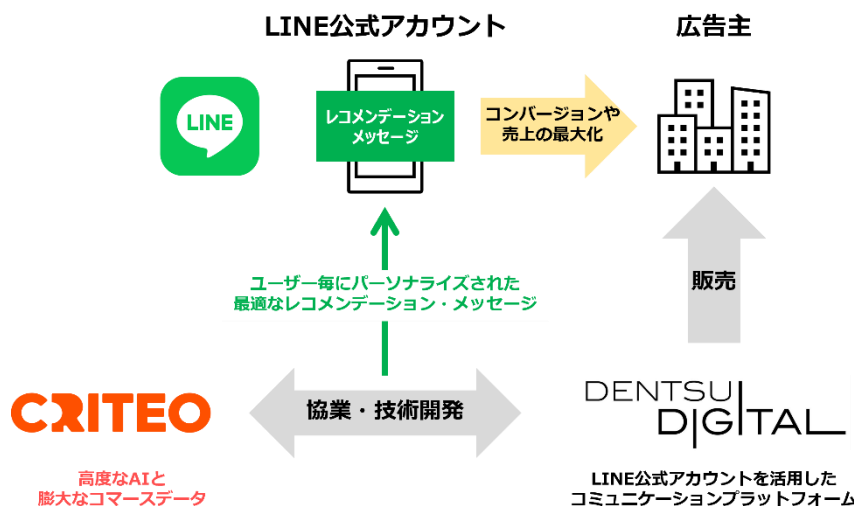 LINE公式アカウント
広告主
LINE
レコメンデーション
メッセージ
コンバージョンや
売上の最大化
ユーザー毎にパーソナライズされた
最適なレコメンデーション・メッセージ
販売
CRITEO
協業・技術開発
DENTSU
DIGITAL
高度なAIと
膨大なコマースデータ
LINE公式アカウントを活用した
コミュニケーションプラットフォーム